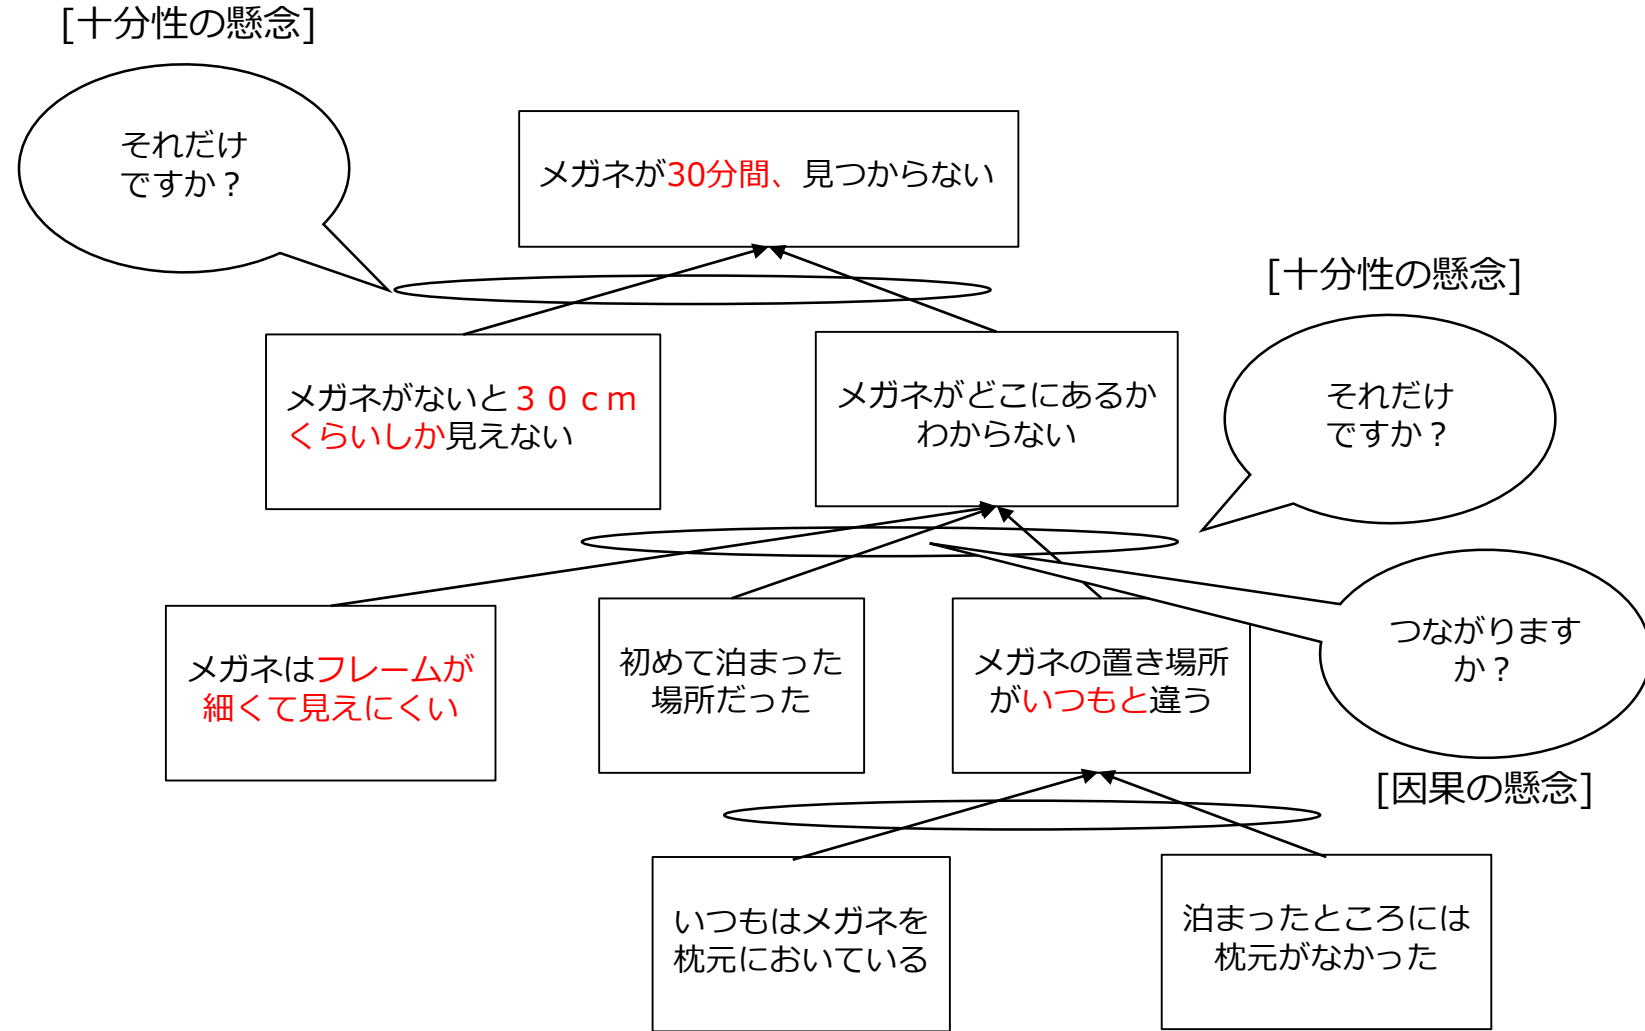 [十分性の懸念]
それだけ
ですか？
メガネが30分間、見つからない
[十分性の懸念]
それだけ
ですか？
メガネがないと３０ｃｍ
くらいしか見えない
メガネがどこにあるか
わからない
つながります
か？
[因果の懸念]
メガネはフレームが
細くて見えにくい
初めて泊まった
場所だった
メガネの置き場所
がいつもと違う
いつもはメガネを
枕元においている
泊まったところには
枕元がなかった